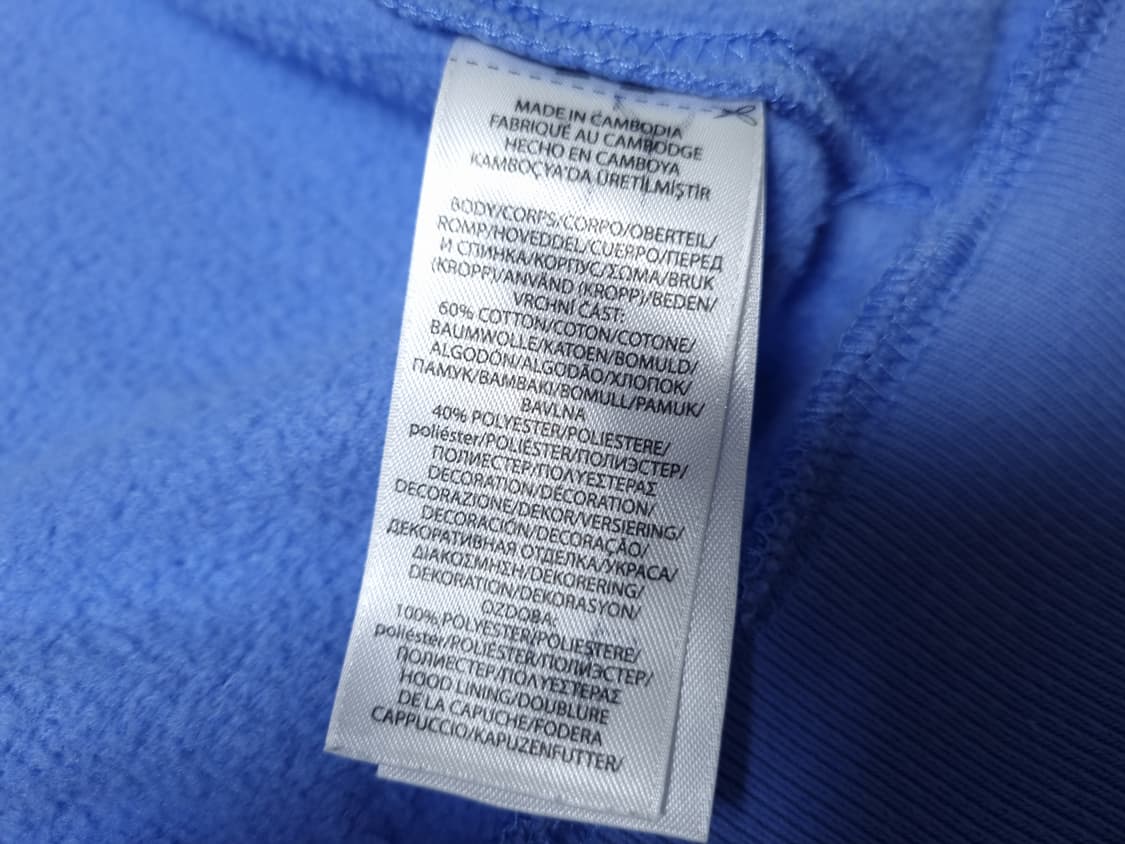 MADE IN CAMBODIA
FABRIQUÉ AU CAMBODGE
HECHO EN CAMBOYA
KAMBOÇYA'DA ÜRETİLMİŞTİR
BODY/CORPS/CORPO/OBERTEIL/
ROMP/HOVEDDEL/CUERPO/ПЕРЕД
И СПИНКА/КОРПУС/ΣΩΜΑ/BRUK
(KROPP)/ANVÄND (KROPP)/BEDEN/
VRCHNÍ ČÁST:
60% COTTON/COTON/COTONE/
BAUMWOLLE/KATOEN/BOMULD/
ALGODÓN/ALGODÃO/ХЛОПОК/
ПАМУК/ΒΑΜΒΑΚΙ/BOMULL/PAMUK/
BAVLNA
40% POLYESTER/POLIESTERE/
poliéster/POLIÉSTER/ПОЛИЭСТЕР/
ПОЛИЕСТЕР/ΠΟΛΥΕΣΤΕΡΑΣ
DECORATION/DÉCORATION/
DECORAZIONE/DEKOR/VERSIERING/
DECORACIÓN/DECORAÇÃO/
ДЕКОРАТИВНАЯ ОТДЕЛКА/УКРАСА/
ΔΙΑΚΟΣΜΗΣΗ/DEKORERING/
DEKORATION/DEKORASYON/
OZDOBA:
100% POLYESTER/POLIESTERE/
poliéster/POLIÉSTER/ПОЛИЭСТЕР/
ПОЛИЕСТЕР/ΠΟΛΥΕΣΤΕΡΑΣ
HOOD LINING/DOUBLURE
DE LA CAPUCHE/FODERA
CAPPUCCIO/KAPUZENFUTTER/